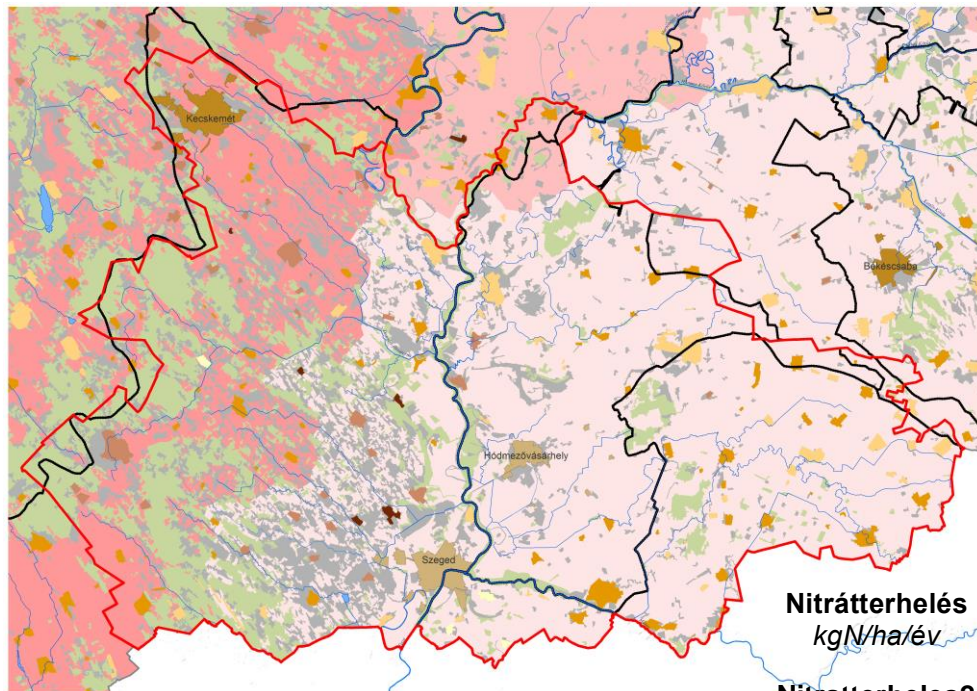 Kecskemét
Békéscsaba
Hódmezővásárhely
Szeged
Nitrátterhelés
kgN/ha/év